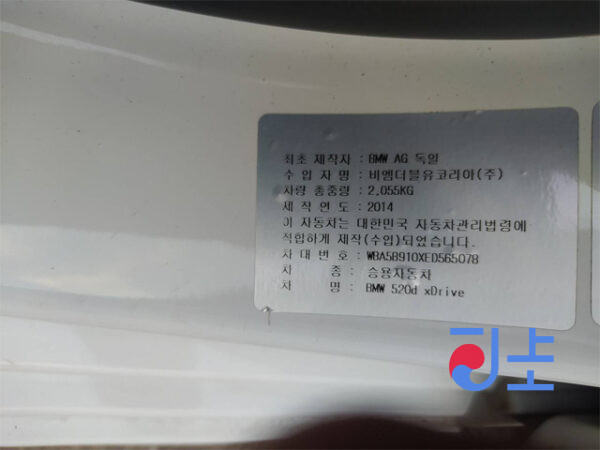 최초 제작자 : BMW AG 독일
수 입 자 명 : 비엠더블유코리아(주)
차량 총중량 : 2,055KG
제 작 연 도 : 2014
이 자동차는 대한민국 자동차관리법령에
적합하게 제작(수입)되었습니다.
차 대 번 호 : WBA5B910XED565078
차 종 : 승용자동차
차 명 : BMW 520d xDrive